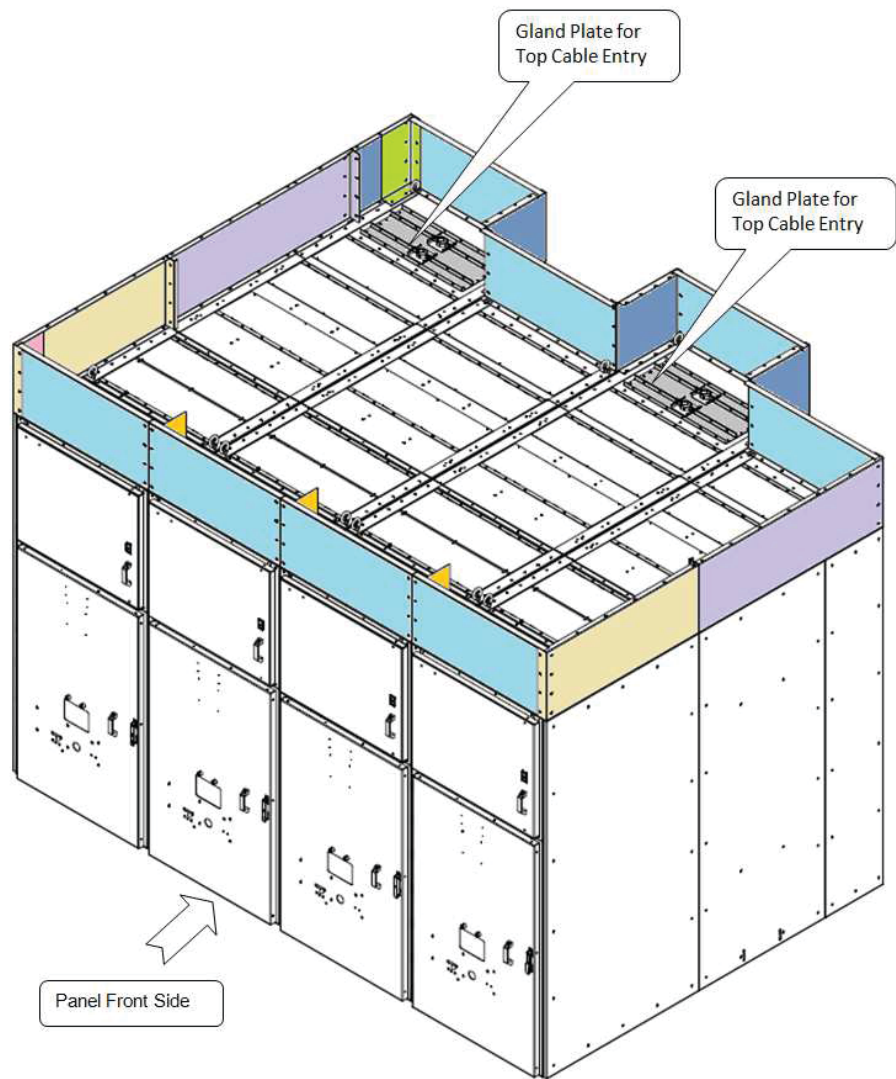 Gland Plate for
Top Cable Entry
Gland Plate for
Top Cable Entry
Panel Front Side